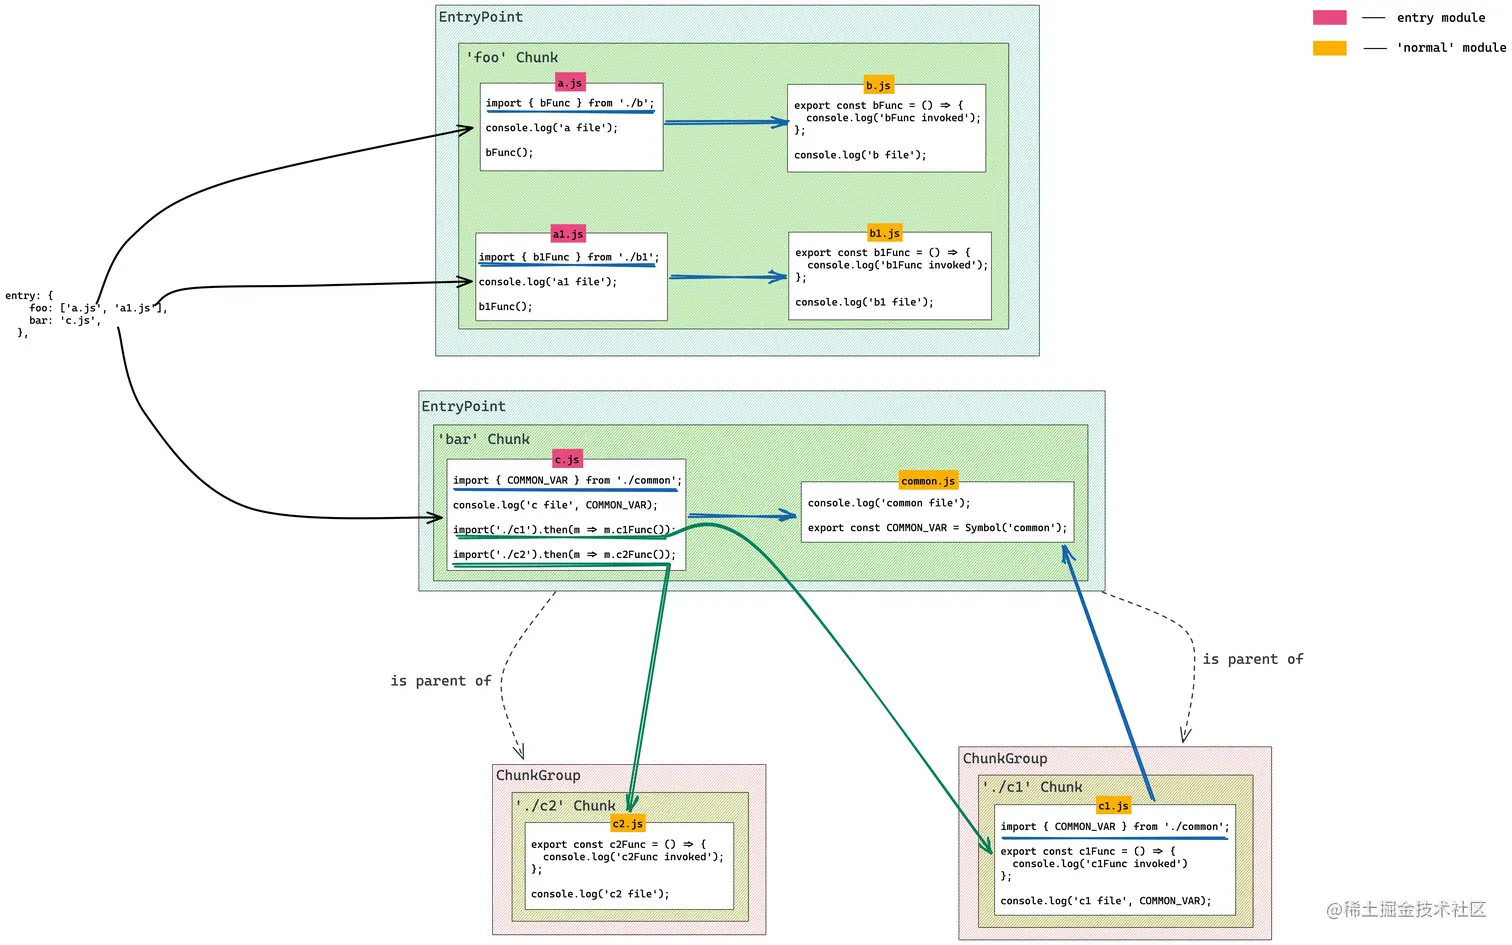 entry module
'normal' module
entry: {
foo: ['a.js', 'a1.js'],
bar: 'c.js',
},
EntryPoint
'foo' Chunk
a.js
import { bFunc } from './b';
console.log('a file');
bFunc();
b.js
export const bFunc = () => {
console.log('bFunc invoked');
};
console.log('b file');
a1.js
import { b1Func } from './b1';
console.log('a1 file');
b1Func();
b1.js
export const b1Func = () => {
console.log('b1Func invoked');
};
console.log('b1 file');
EntryPoint
'bar' Chunk
c.js
import { COMMON_VAR } from './common';
console.log('c file', COMMON_VAR);
import('./c1').then(m => m.c1Func());
import('./c2').then(m => m.c2Func());
common.js
console.log('common file');
export const COMMON_VAR = Symbol('common');
is parent of
is parent of
ChunkGroup
'./c2' Chunk
c2.js
export const c2Func = () => {
console.log('c2Func invoked');
};
console.log('c2 file');
ChunkGroup
'./c1' Chunk
c1.js
import { COMMON_VAR } from './common';
export const c1Func = () => {
console.log('c1Func invoked')
};
console.log('c1 file', COMMON_VAR);
@稀土掘金技术社区